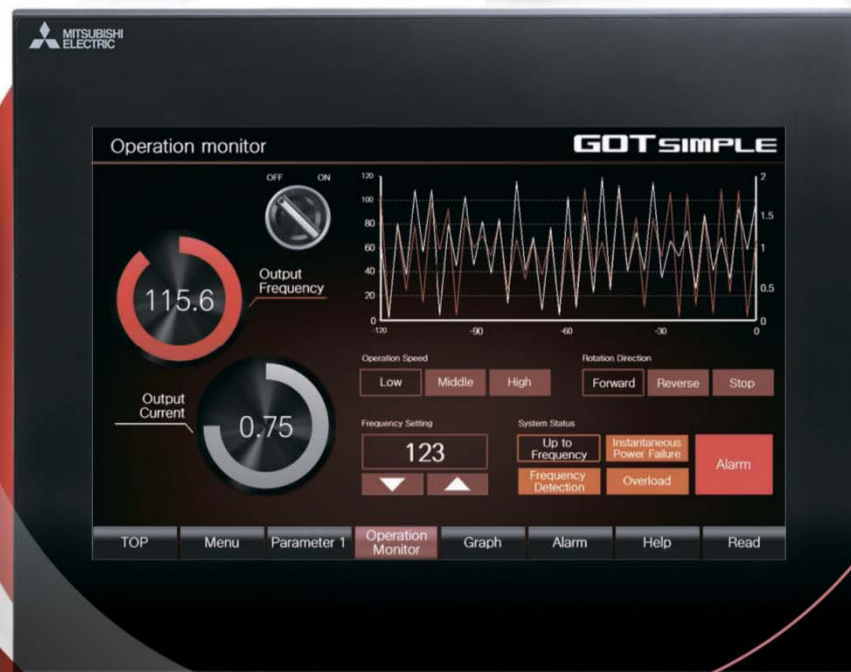 MITSUBISHI
ELECTRIC
Operation monitor
GOT SIMPLE
OFF ON
115.6
Output
Frequency
Output
Current
0.75
120
100
80
60
40
20
0
2
1.5
1
0.5
0
-120 -90 -60 -30 0
Operation Speed
Low Middle High
Rotation Direction
Forward Reverse Stop
Frequency Setting
123
System Status
Up to
Frequency
Instantaneous
Power Failure
Frequency
Detection
Overload
Alarm
TOP Menu Parameter 1 Operation
Monitor Graph Alarm Help Read